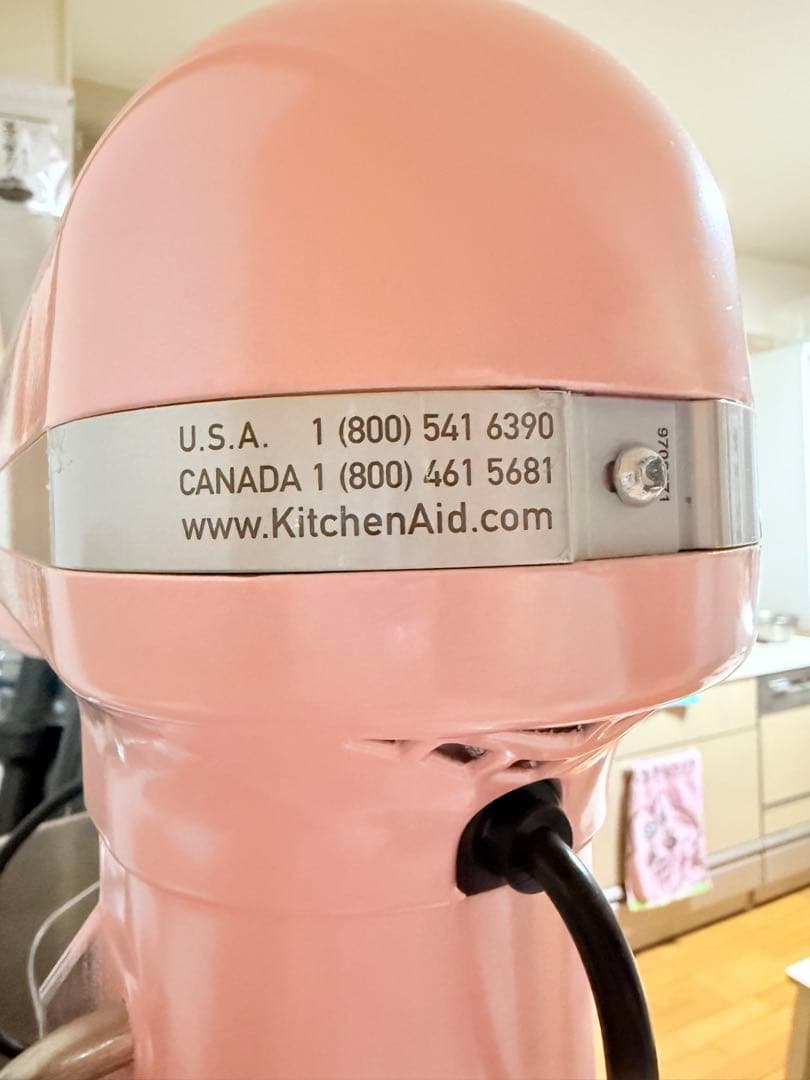 U.S.A. 1 (800) 541 6390
CANADA 1 (800) 461 5681
www.KitchenAid.com